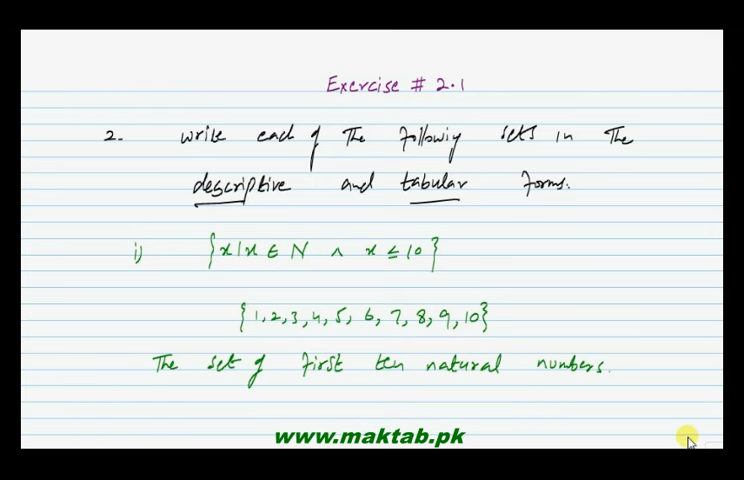 Exercise # 2.1
2. write each of the followig sets in the
descriptive and tabular forms.
i) {x|x ∈ N ∧ x ≤ 10}
{1,2,3,4,5,6,7,8,9,10}
The set of first ten natural numbers.
www.maktab.pk